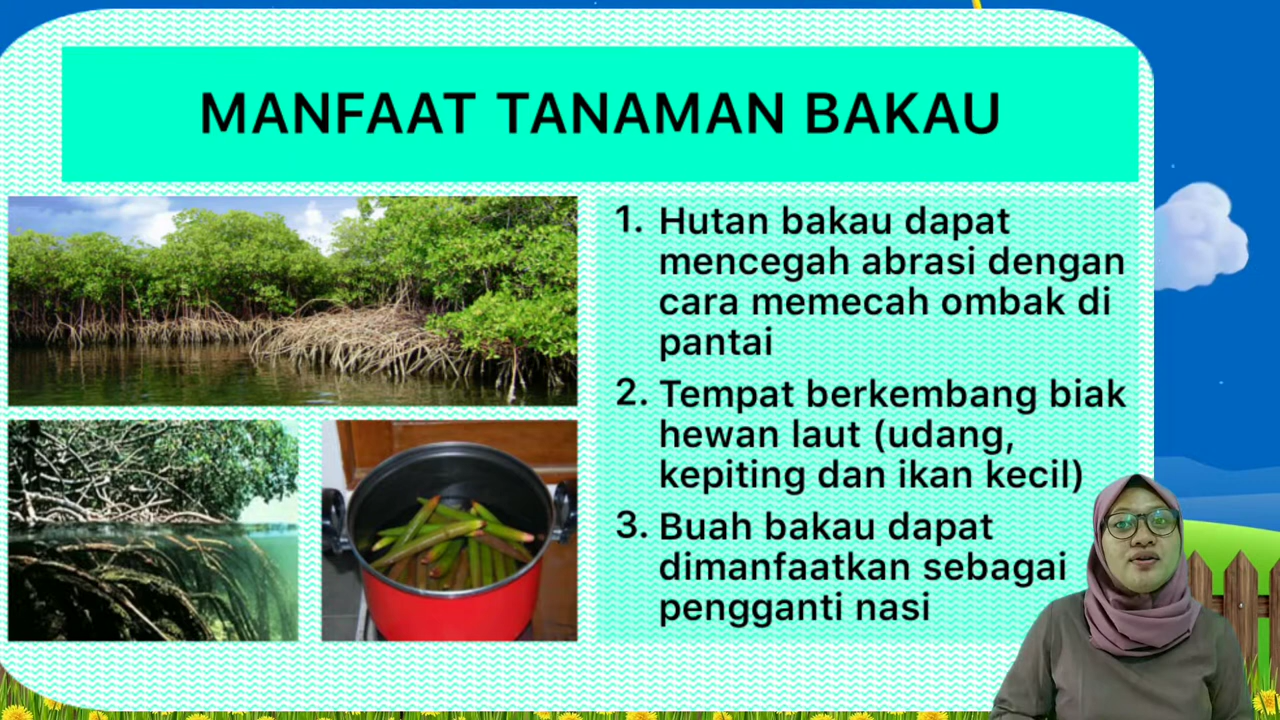 MANFAAT TANAMAN BAKAU
1. Hutan bakau dapat
mencegah abrasi dengan
cara memecah ombak di
pantai
2. Tempat berkembang biak
hewan laut (udang,
kepiting dan ikan kecil)
3. Buah bakau dapat
dimanfaatkan sebagai
pengganti nasi